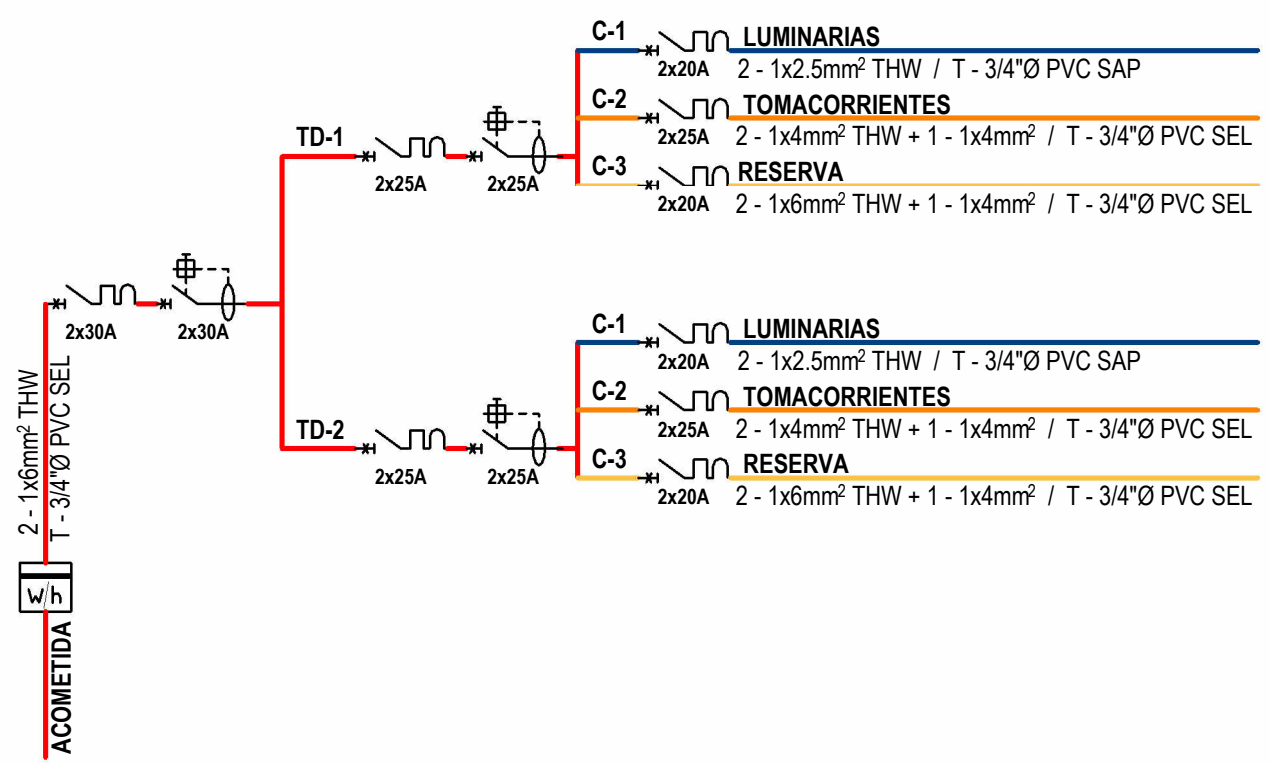 C-1
LUMINARIAS
2x20A
2 - 1x2.5mm² THW / T - 3/4"Ø PVC SAP
C-2
TOMACORRIENTES
2x25A
2 - 1x4mm² THW + 1 - 1x4mm² / T - 3/4"Ø PVC SEL
C-3
RESERVA
2x20A
2 - 1x6mm² THW + 1 - 1x4mm² / T - 3/4"Ø PVC SEL
TD-1
2x25A
2x25A
2x30A
2x30A
C-1
LUMINARIAS
2x20A
2 - 1x2.5mm² THW / T - 3/4"Ø PVC SAP
C-2
TOMACORRIENTES
2x25A
2 - 1x4mm² THW + 1 - 1x4mm² / T - 3/4"Ø PVC SEL
C-3
RESERVA
2x20A
2 - 1x6mm² THW + 1 - 1x4mm² / T - 3/4"Ø PVC SEL
TD-2
2x25A
2x25A
2 - 1x6mm² THW
T - 3/4"Ø PVC SEL
w/h
ACOMETIDA